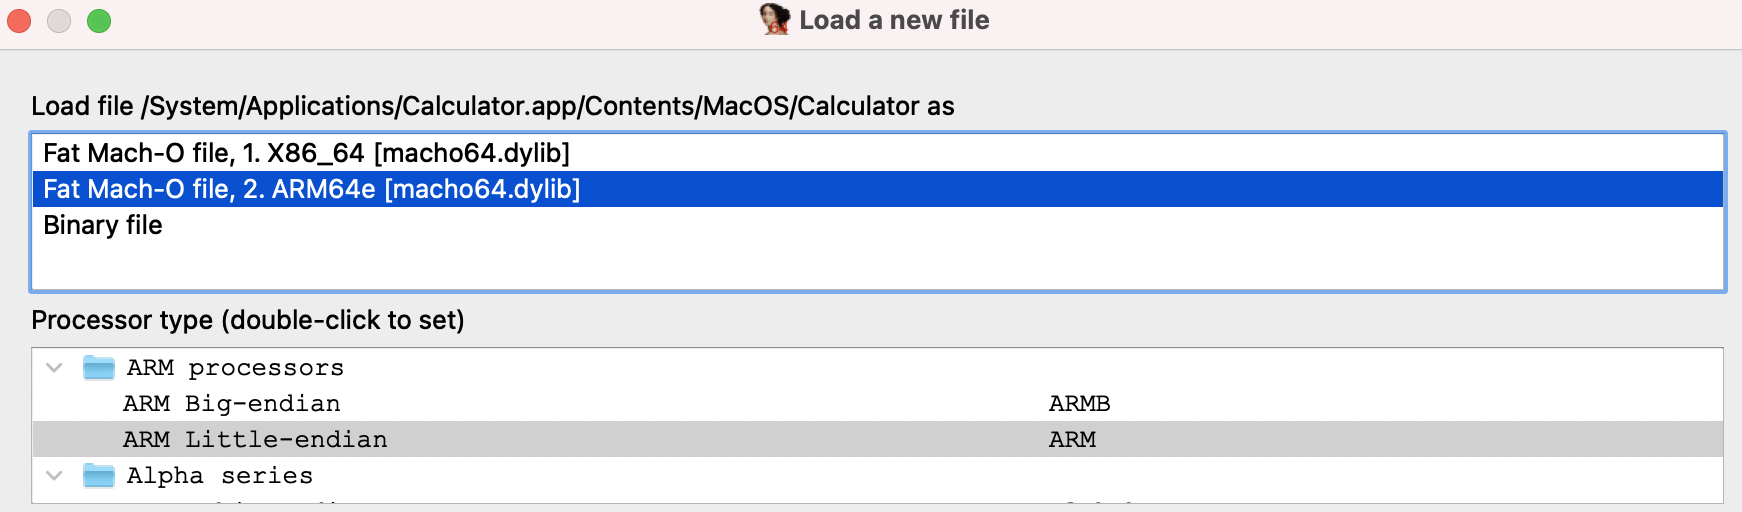 Load a new file
Load file /System/Applications/Calculator.app/Contents/MacOS/Calculator as
Fat Mach-O file, 1. X86_64 [macho64.dylib]
Fat Mach-O file, 2. ARM64e [macho64.dylib]
Binary file
Processor type (double-click to set)
ARM processors
ARM Big-endian ARMB
ARM Little-endian ARM
Alpha series